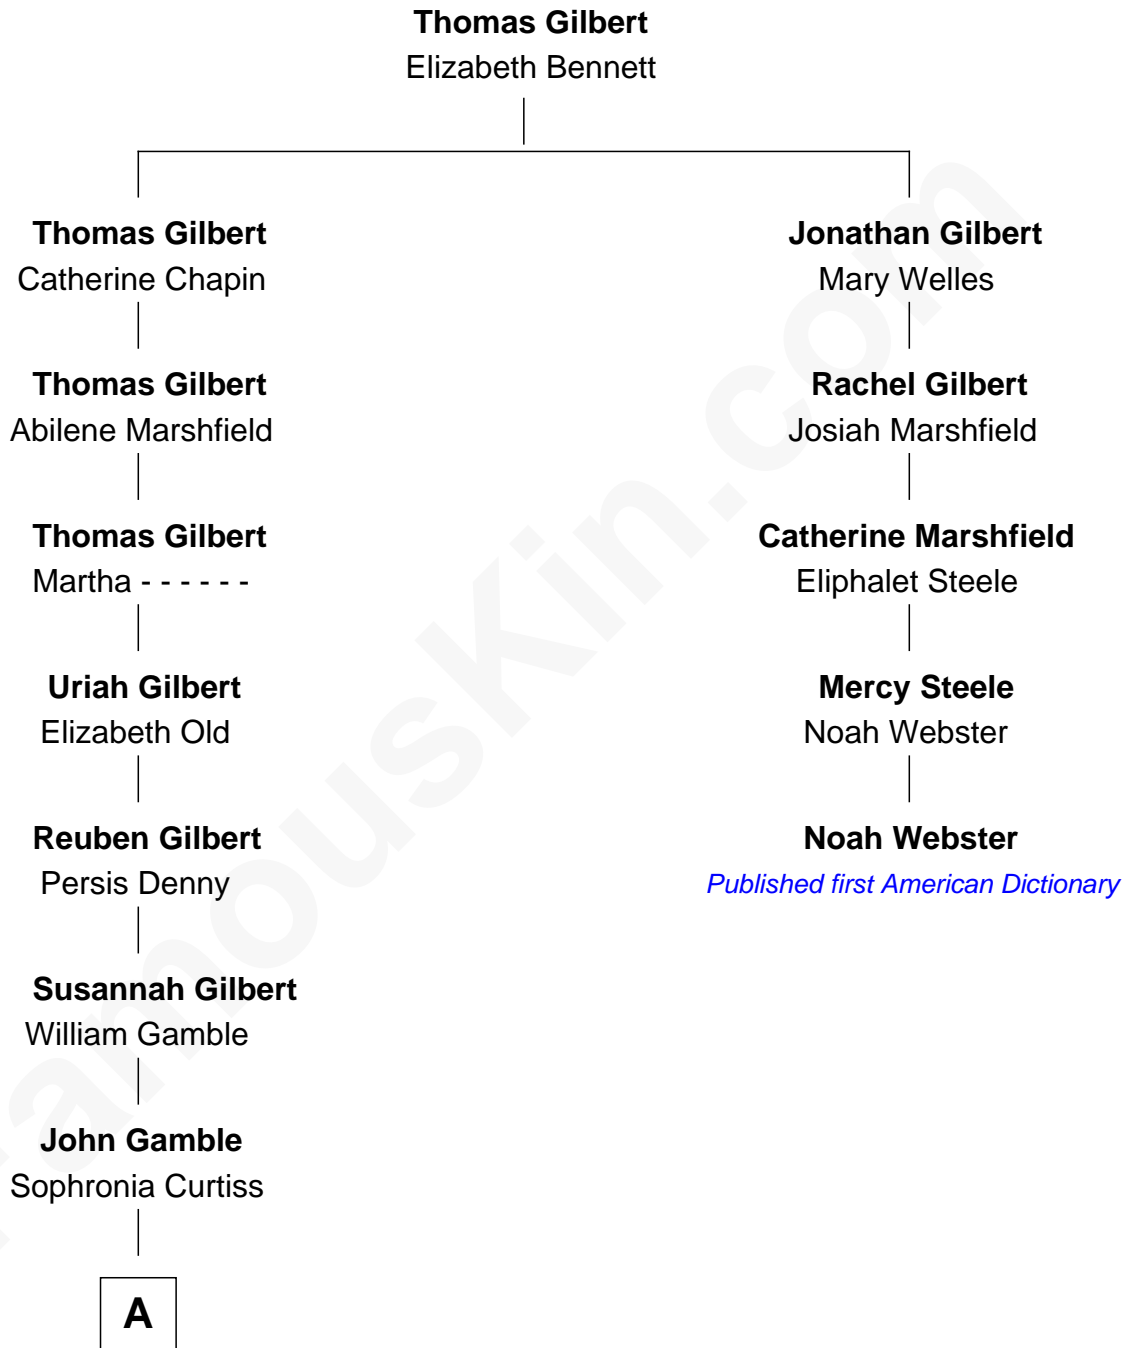 Thomas Gilbert
Elizabeth Bennett
Thomas Gilbert
Catherine Chapin
Jonathan Gilbert
Mary Welles
Thomas Gilbert
Abilene Marshfield
Rachel Gilbert
Josiah Marshfield
Thomas Gilbert
Martha - - - - - -
Catherine Marshfield
Eliphalet Steele
Uriah Gilbert
Elizabeth Old
Mercy Steele
Noah Webster
Reuben Gilbert
Persis Denny
Noah Webster
Published first American Dictionary
Susannah Gilbert
William Gamble
John Gamble
Sophronia Curtiss
A
FamousKin.com